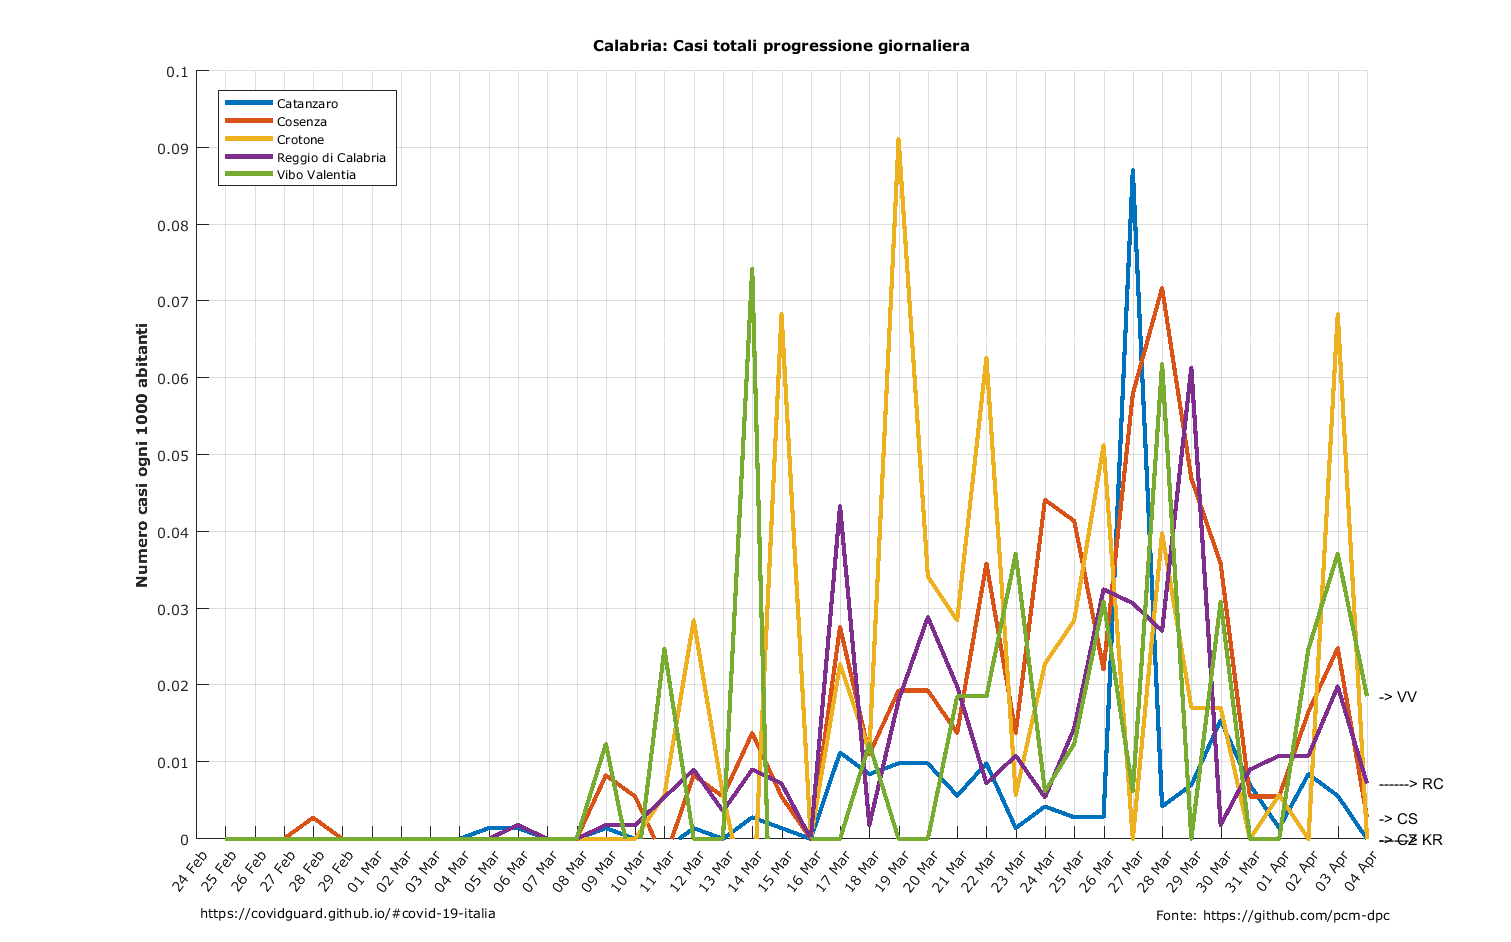 Calabria: Casi totali progressione giornaliera
Numero casi ogni 1000 abitanti
0.1
0.09
0.08
0.07
0.06
0.05
0.04
0.03
0.02
0.01
0
Catanzaro
Cosenza
Crotone
Reggio di Calabria
Vibo Valentia
-> VV
------> RC
-> CS
-> CZ
------> KR
24 Feb
25 Feb
26 Feb
27 Feb
28 Feb
29 Feb
01 Mar
02 Mar
03 Mar
04 Mar
05 Mar
06 Mar
07 Mar
08 Mar
09 Mar
10 Mar
11 Mar
12 Mar
13 Mar
14 Mar
15 Mar
16 Mar
17 Mar
18 Mar
19 Mar
20 Mar
21 Mar
22 Mar
23 Mar
24 Mar
25 Mar
26 Mar
27 Mar
28 Mar
29 Mar
30 Mar
31 Mar
01 Apr
02 Apr
03 Apr
04 Apr
https://covidguard.github.io/#covid-19-italia
Fonte: https://github.com/pcm-dpc